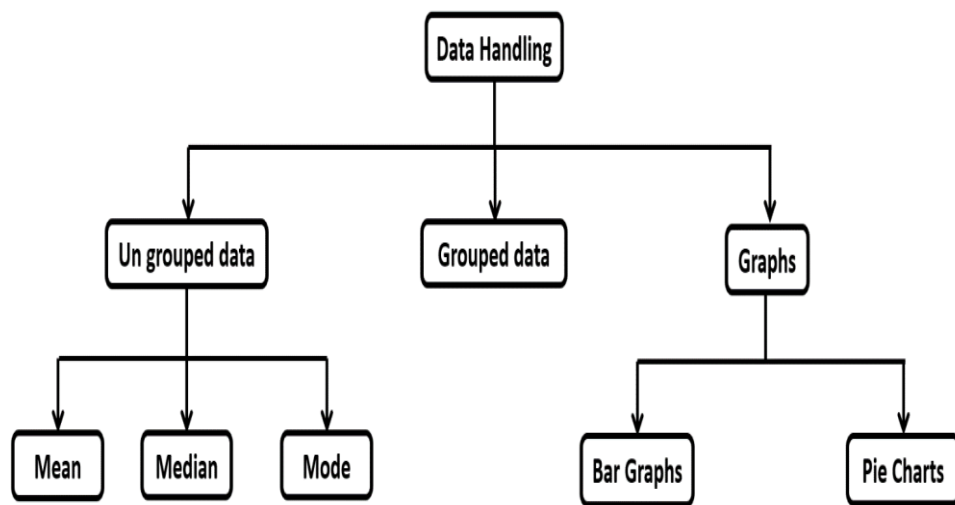 Data Handling
Un grouped data
Grouped data
Graphs
Mean
Median
Mode
Bar Graphs
Pie Charts